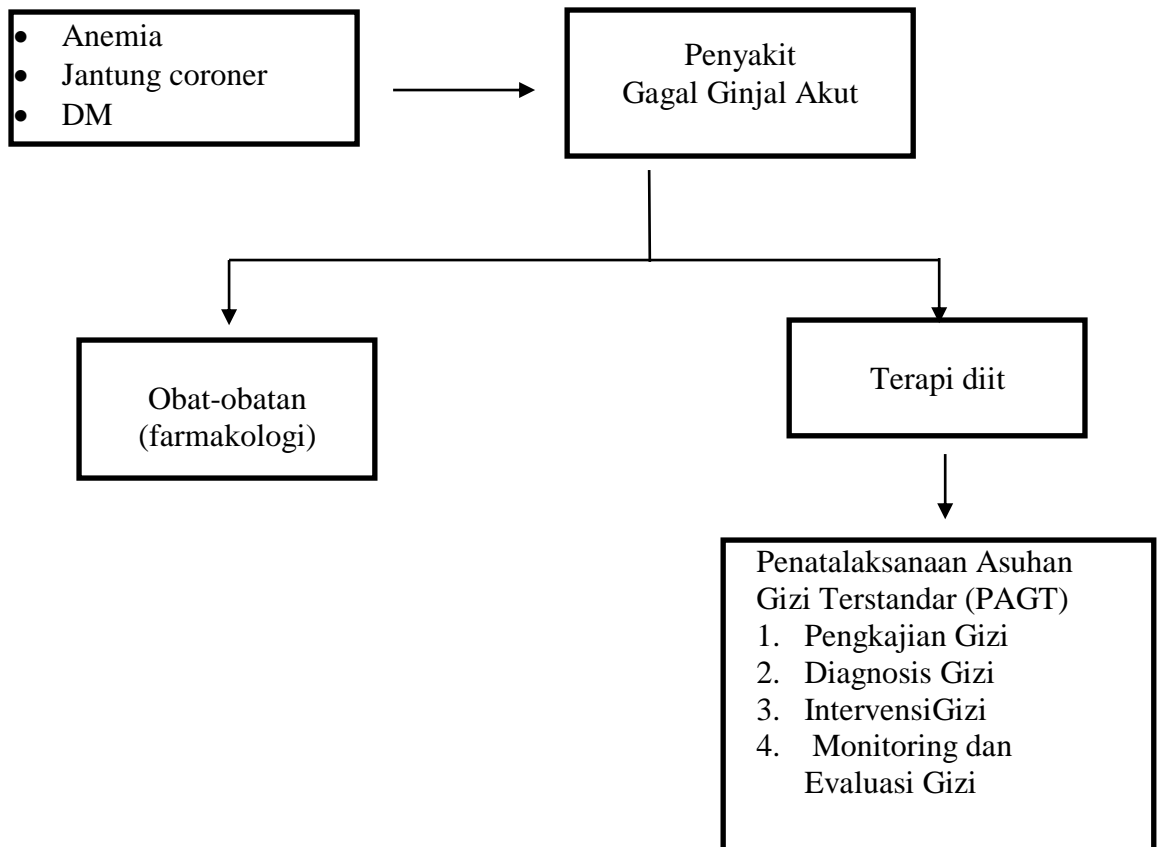 • Anemia
• Jantung coroner
• DM
Penyakit
Gagal Ginjal Akut
Obat-obatan
(farmakologi)
Terapi diit
Penatalaksanaan Asuhan
Gizi Terstandar (PAGT)
1. Pengkajian Gizi
2. Diagnosis Gizi
3. IntervensiGizi
4. Monitoring dan
Evaluasi Gizi